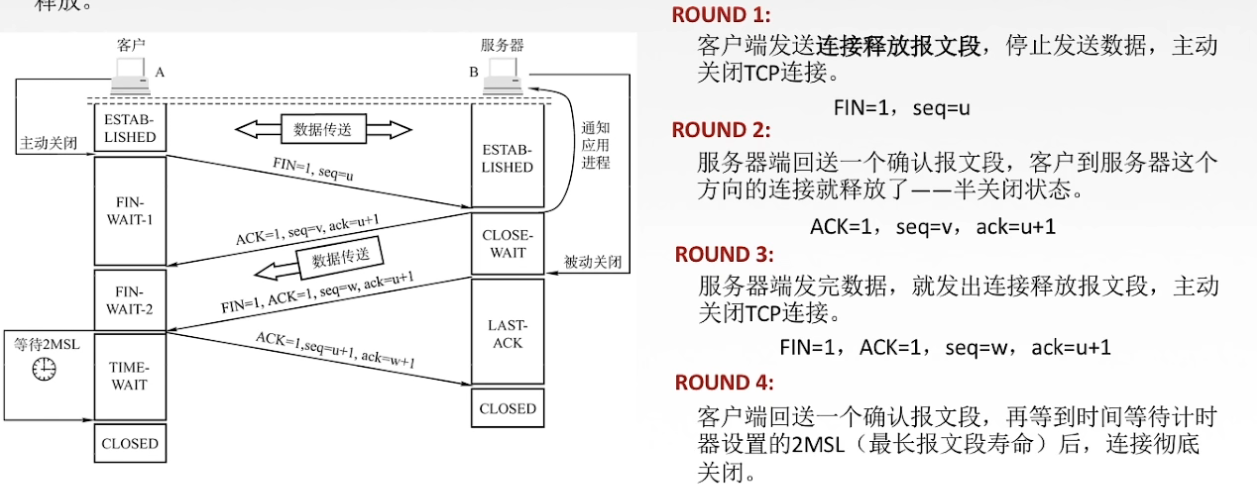 释放。
客户
服务器
A
B
ESTAB-
LISHED
数据传送
通知
应用
进程
主动关闭
ESTAB-
LISHED
FIN=1, seq=u
FIN-
WAIT-1
ACK=1, seq=v, ack=u+1
CLOSE-
WAIT
数据传送
被动关闭
FIN-
WAIT-2
FIN=1, ACK=1, seq=w, ack=u+1
LAST-
ACK
等待2MSL
ACK=1,seq=u+1, ack=w+1
TIME-
WAIT
CLOSED
CLOSED
ROUND 1:
客户端发送连接释放报文段，停止发送数据，主动
关闭TCP连接。
FIN=1，seq=u
ROUND 2:
服务器端回送一个确认报文段，客户到服务器这个
方向的连接就释放了——半关闭状态。
ACK=1，seq=v，ack=u+1
ROUND 3:
服务器端发完数据，就发出连接释放报文段，主动
关闭TCP连接。
FIN=1，ACK=1，seq=w，ack=u+1
ROUND 4:
客户端回送一个确认报文段，再等到时间等待计时
器设置的2MSL（最长报文段寿命）后，连接彻底
关闭。